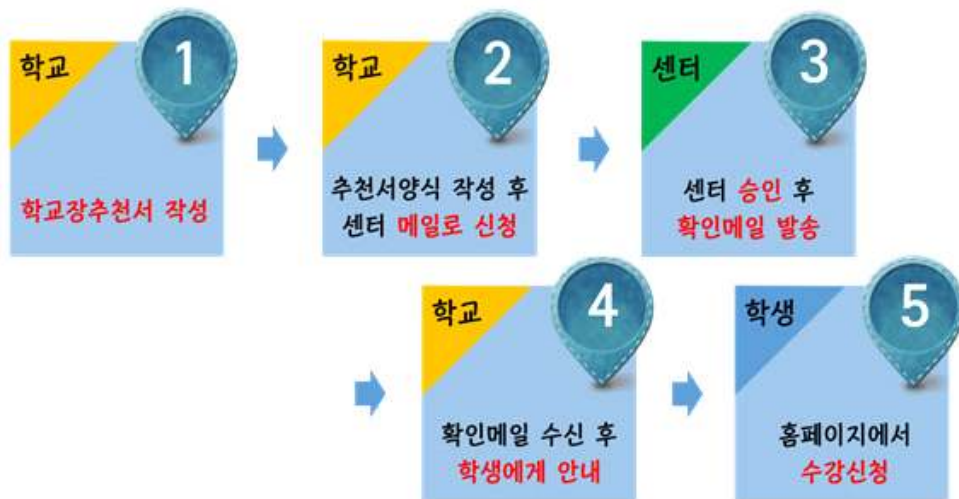 학교
1
학교장추천서 작성
학교
2
추천서양식 작성 후
센터 메일로 신청
센터
3
센터 승인 후
확인메일 발송
학교
4
확인메일 수신 후
학생에게 안내
학생
5
홈페이지에서
수강신청